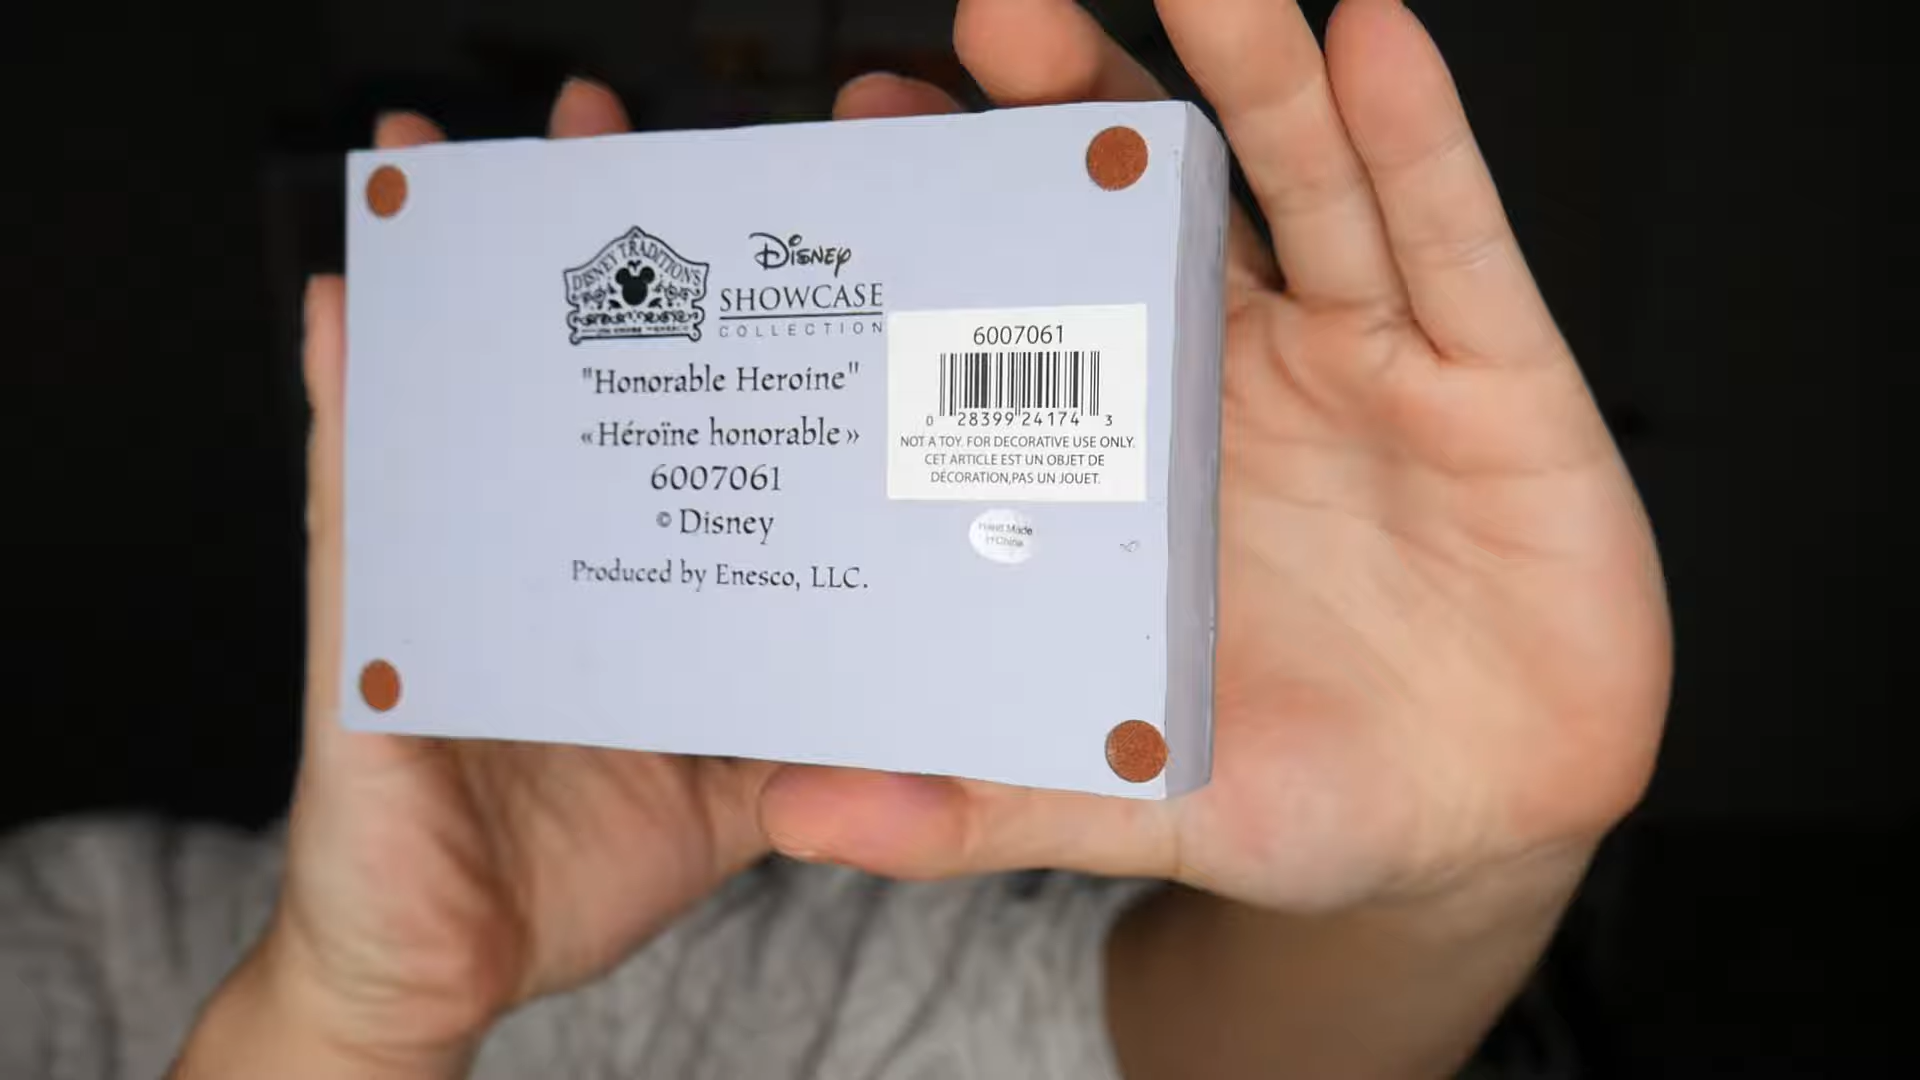 DISNEY TRADITIONS
Disney
SHOWCASE
COLLECTION
"Honorable Heroine"
«Héroïne honorable»
6007061
© Disney
Produced by Enesco, LLC.
6007061
0 28399 24174 3
NOT A TOY. FOR DECORATIVE USE ONLY.
CET ARTICLE EST UN OBJET DE
DÉCORATION,PAS UN JOUET.
Hand Made
in China